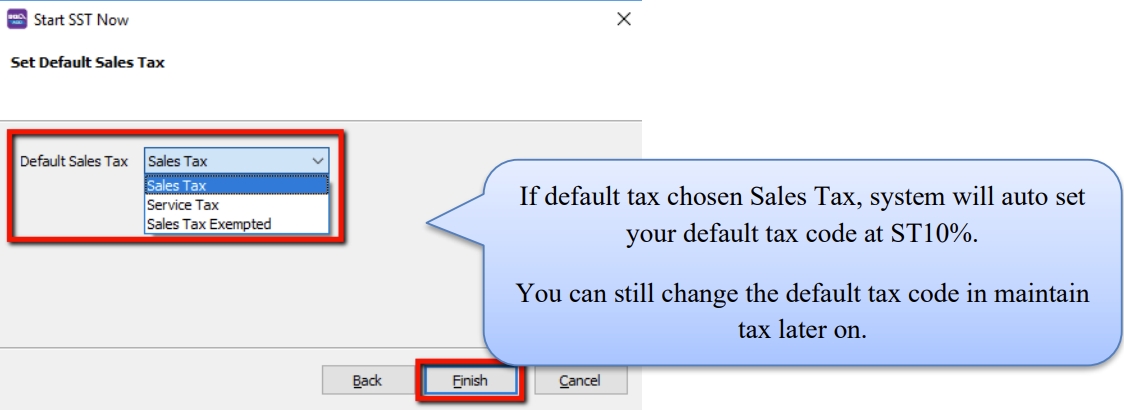 Start SST Now
Set Default Sales Tax
Default Sales Tax
Sales Tax
Sales Tax
Service Tax
Sales Tax Exempted
If default tax chosen Sales Tax, system will auto set
your default tax code at ST10%.
You can still change the default tax code in maintain
tax later on.
Back
Finish
Cancel